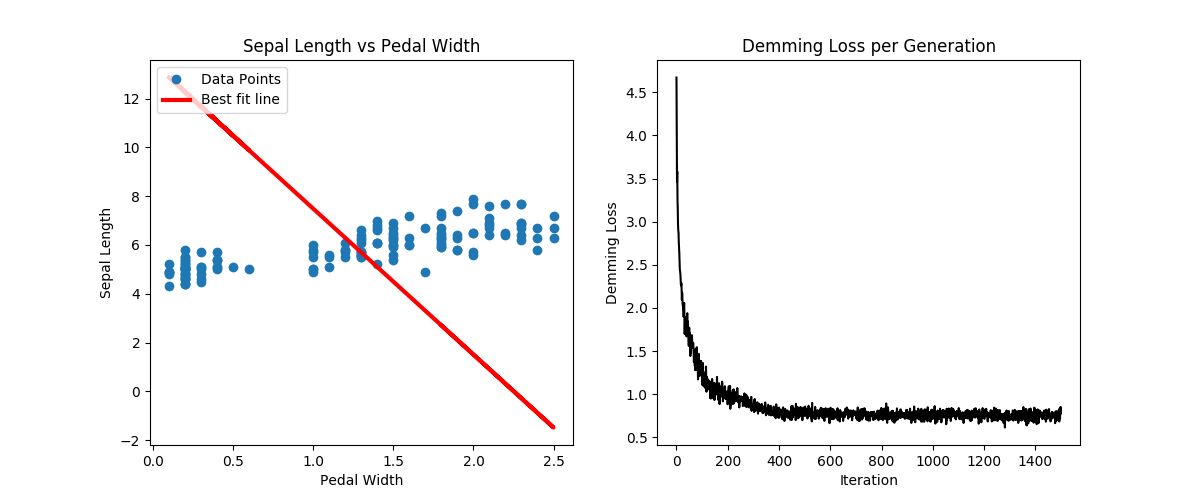 Sepal Length vs Pedal Width
Data Points
Best fit line
12
10
8
6
4
2
0
−2
Sepal Length
0.0 0.5 1.0 1.5 2.0 2.5
Pedal Width
Demming Loss per Generation
4.5
4.0
3.5
3.0
2.5
2.0
1.5
1.0
0.5
Demming Loss
0 200 400 600 800 1000 1200 1400
Iteration